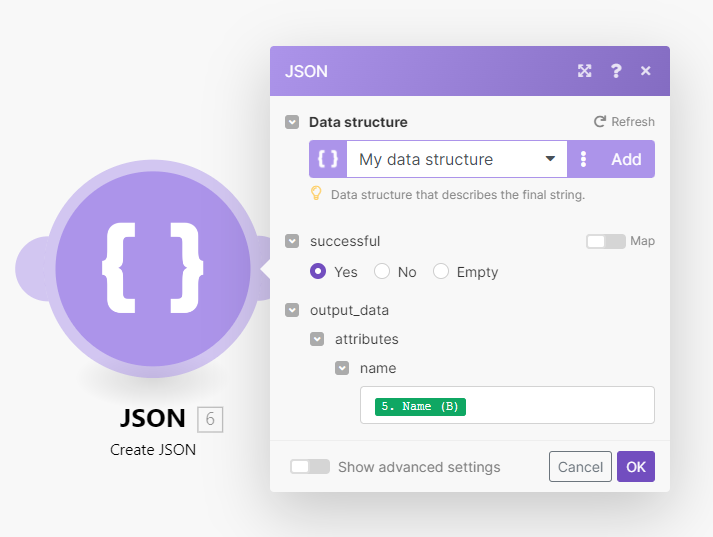 JSON
?
Data structure
Refresh
{ }
My data structure
Add
Data structure that describes the final string.
successful
Map
Yes
No
Empty
output_data
attributes
name
5. Name (B)
{ }
JSON 6
Create JSON
Show advanced settings
Cancel
OK